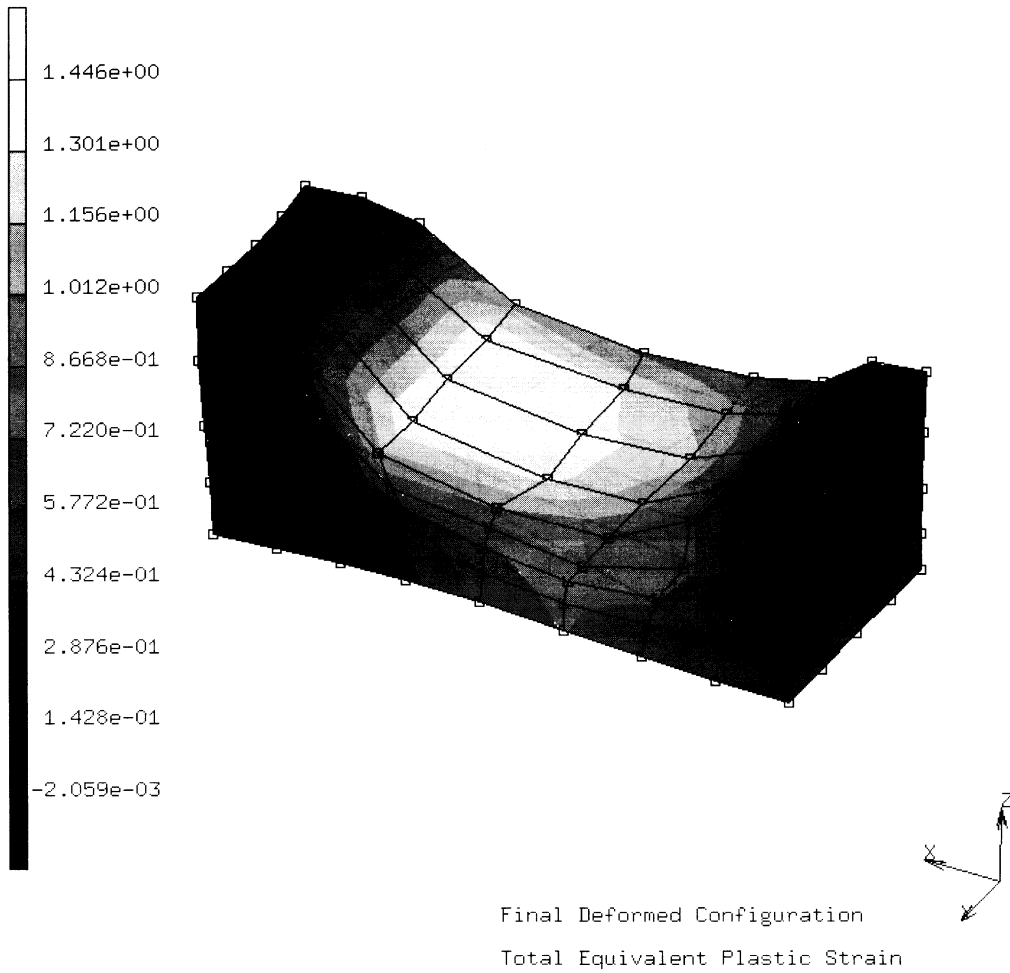 1.446e+00
1.301e+00
1.156e+00
1.012e+00
8.668e-01
7.220e-01
5.772e-01
4.324e-01
2.876e-01
1.428e-01
-2.059e-03
Z
X
Y
Final Deformed Configuration
Total Equivalent Plastic Strain